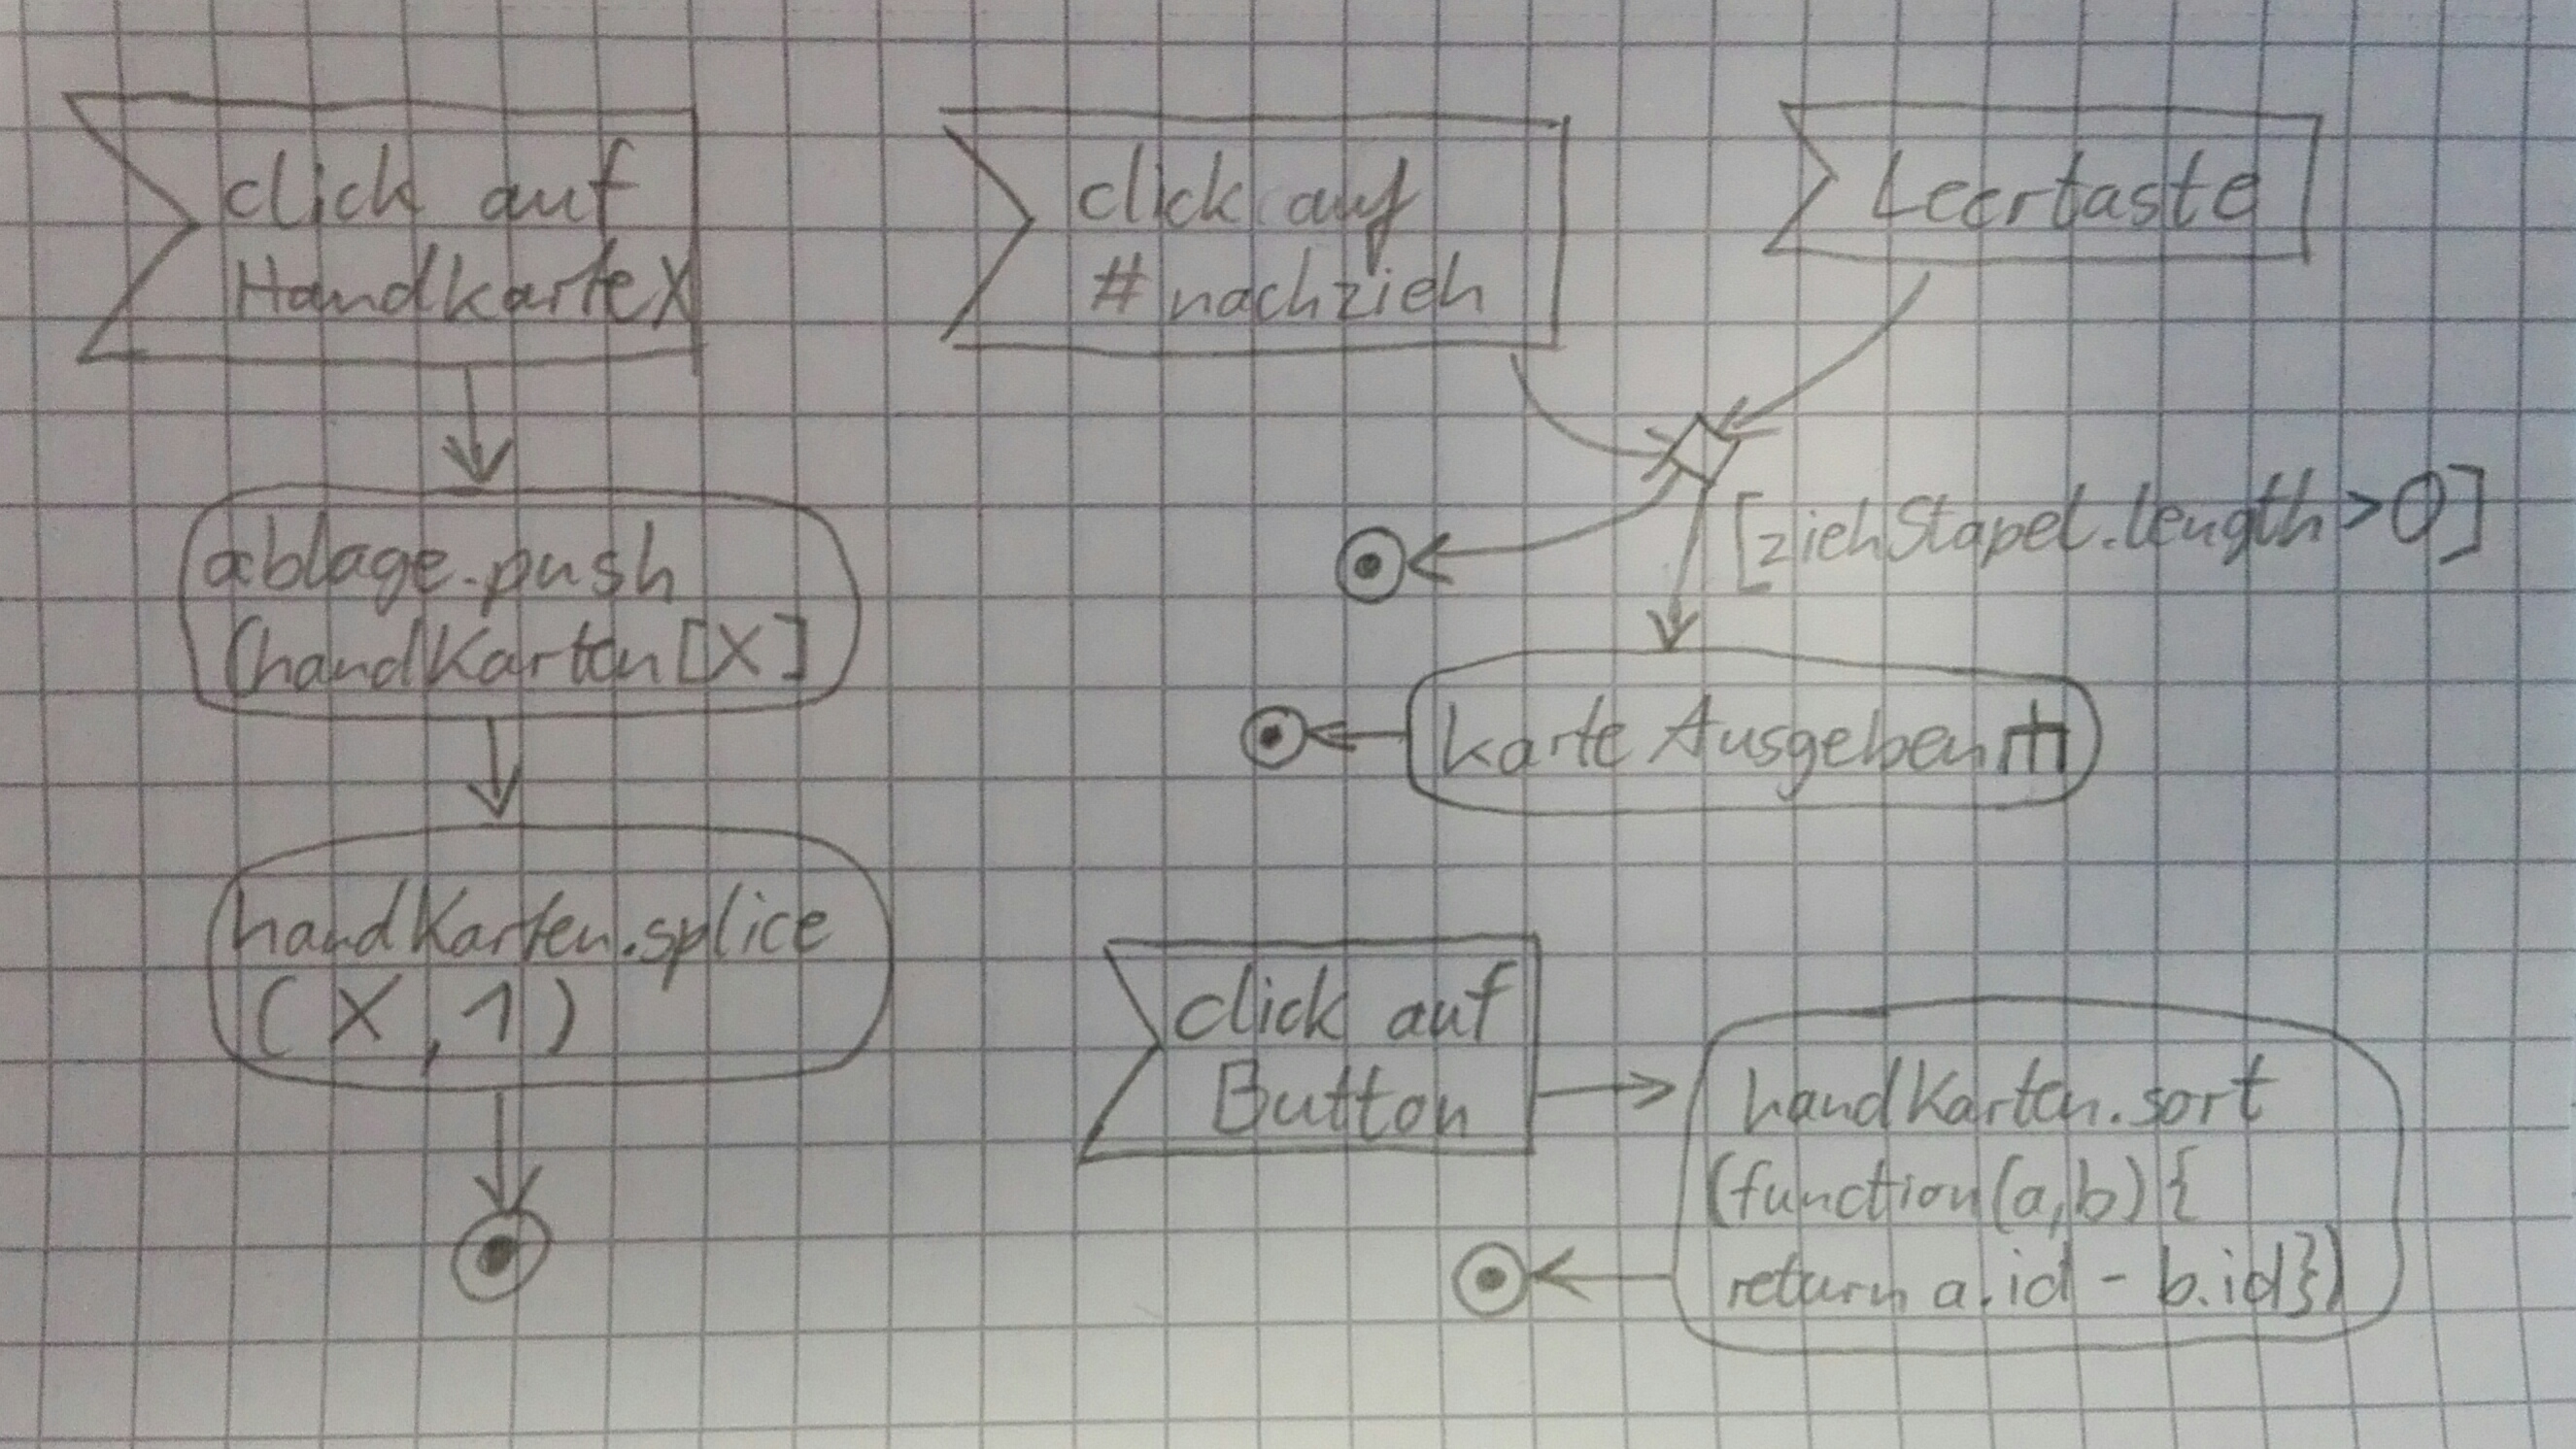 click auf
HandkarteX
ablage.push
(handKarten[X]
handKarten.splice
(X,1)
click auf
#nachzieh
Leertaste
[ziehStapel.length>0]
karteAusgeben
click auf
Button
handKarten.sort
(function(a,b){
return a.id - b.id})